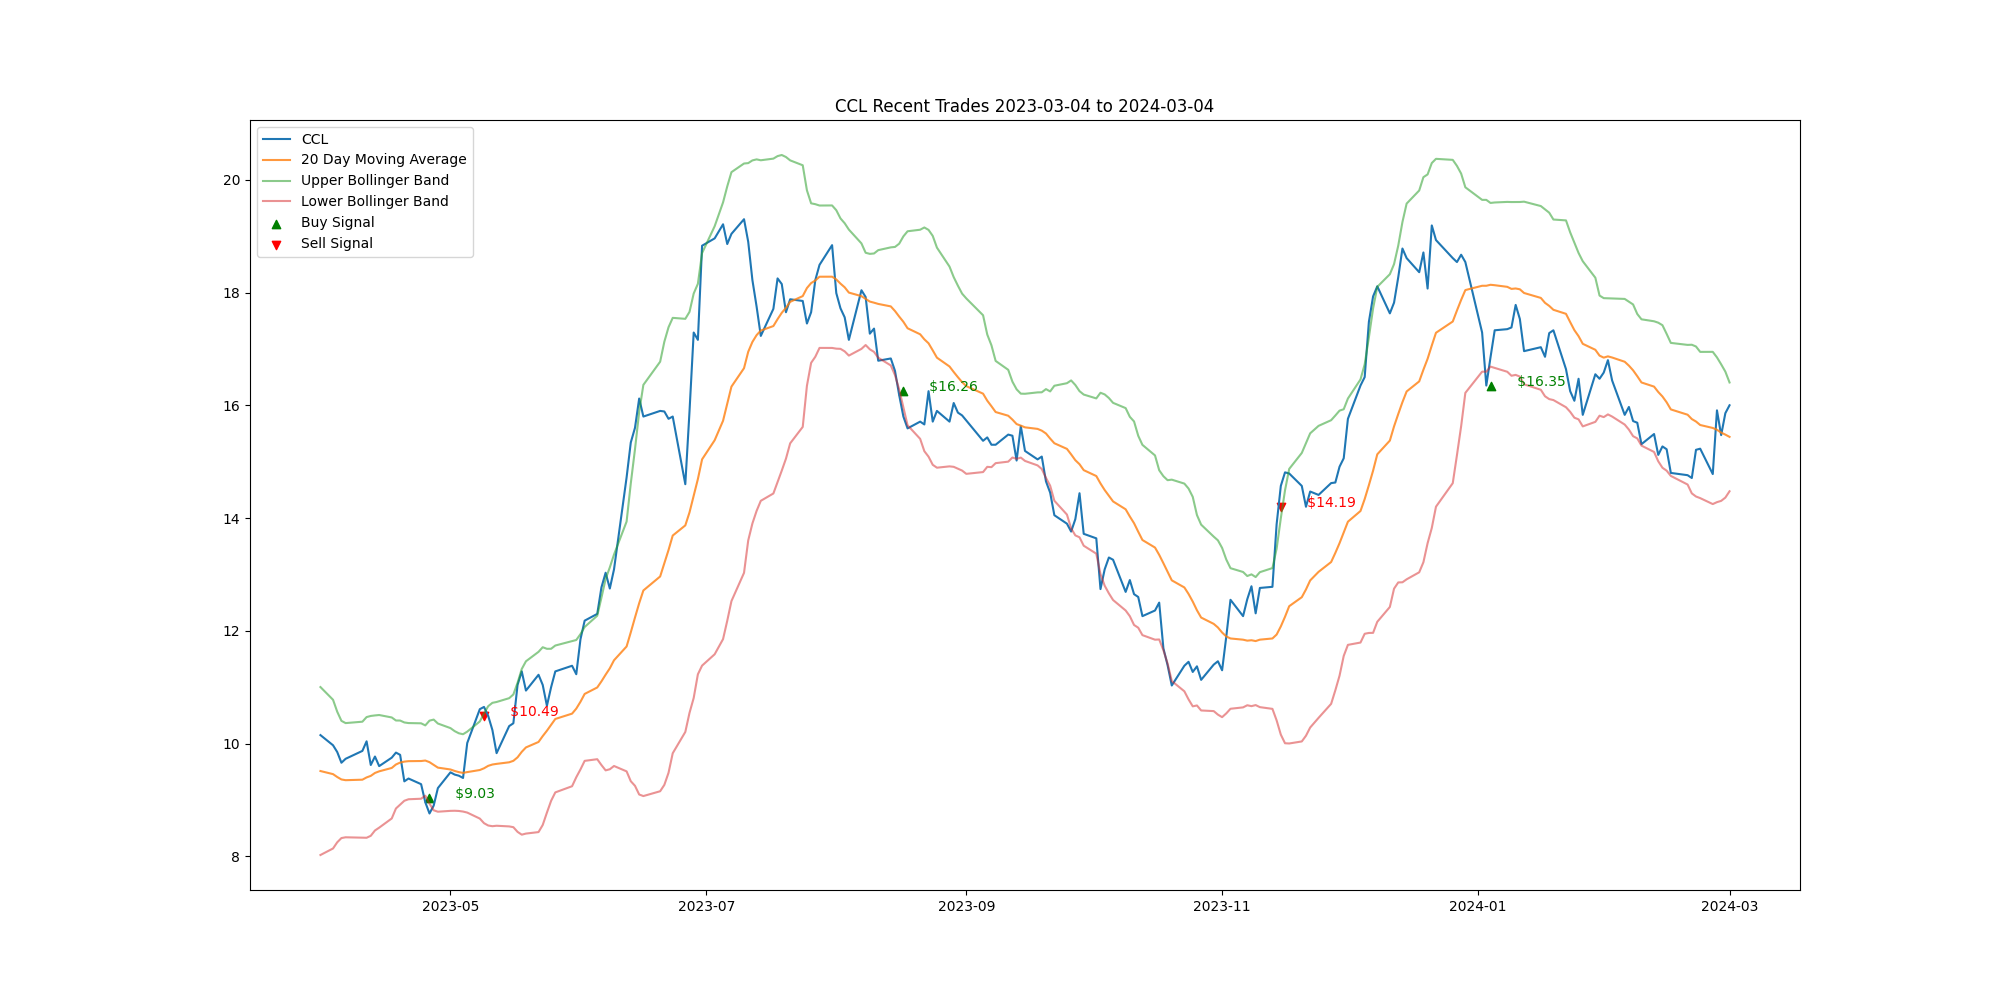 CCL Recent Trades 2023-03-04 to 2024-03-04
CCL
20 Day Moving Average
Upper Bollinger Band
Lower Bollinger Band
Buy Signal
Sell Signal
20
18
16
14
12
10
8
$9.03
$10.49
$16.26
$14.19
$16.35
2023-05
2023-07
2023-09
2023-11
2024-01
2024-03